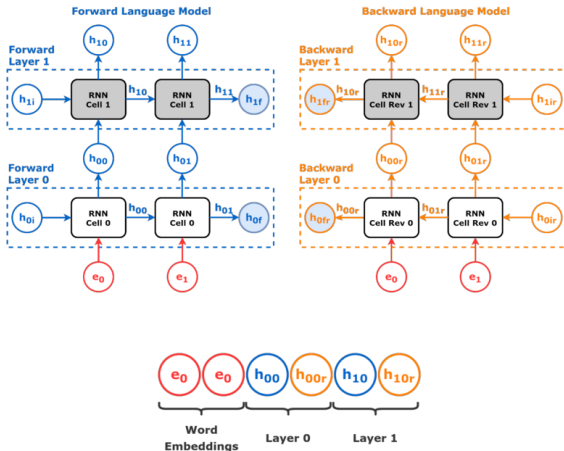 Forward Language Model
Backward Language Model
Forward
Layer 1
h10
h11
h1i
RNN
Cell 1
h10
RNN
Cell 1
h11
h1f
h00
h01
Forward
Layer 0
h0i
RNN
Cell 0
h00
RNN
Cell 0
h01
h0f
e0
e1
Backward
Layer 1
h10r
h11r
h1fr
h10r
RNN
Cell Rev 1
h11r
RNN
Cell Rev 1
h1ir
h00r
h01r
Backward
Layer 0
h0fr
h00r
RNN
Cell Rev 0
h01r
RNN
Cell Rev 0
h0ir
e0
e1
e0
e0
h00
h00r
h10
h10r
Word
Embeddings
Layer 0
Layer 1